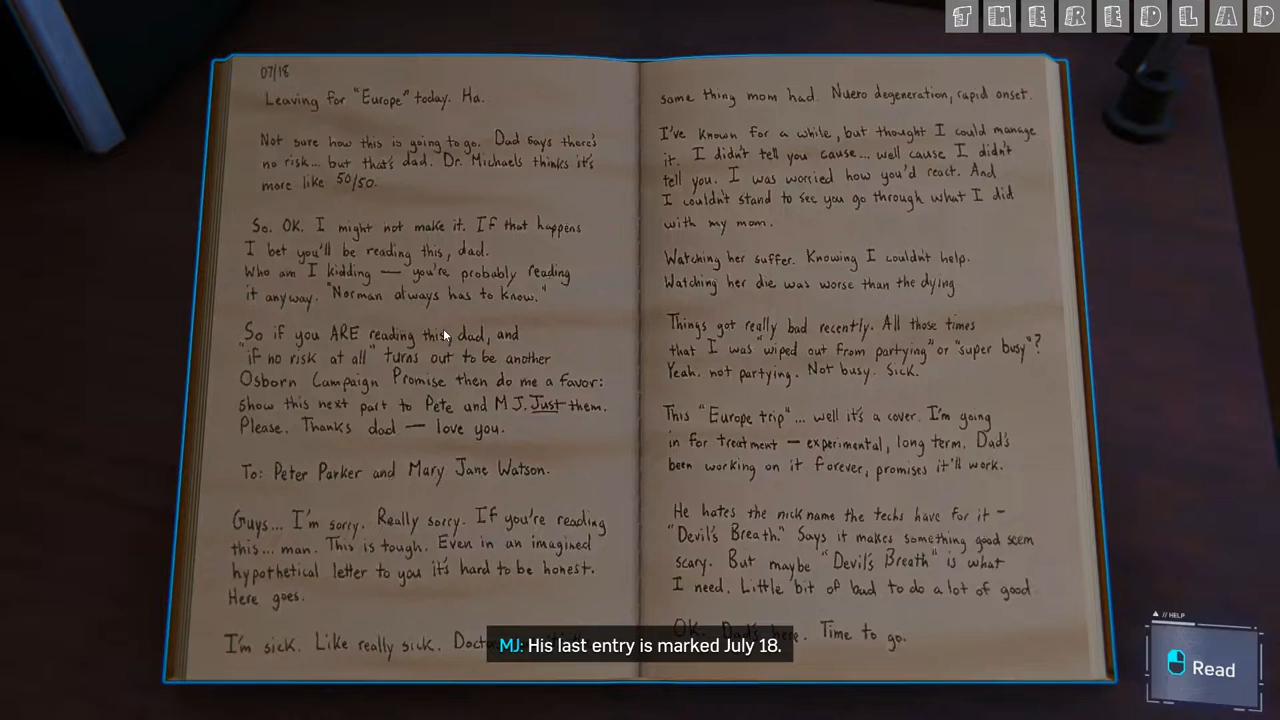 THEREDLAD
07/18
Leaving for "Europe" today. Ha.
Not sure how this is going to go. Dad says there's
no risk... but that's dad. Dr. Michaels thinks it's
more like 50/50.
So. OK. I might not make it. If that happens
I bet you'll be reading this, dad.
Who am I kidding — you're probably reading
it anyway. "Norman always has to know."
So if you ARE reading this dad, and
"if no risk at all" turns out to be another
Osborn Campaign Promise then do me a favor:
show this next part to Pete and MJ. Just them.
Please. Thanks dad — love you.
To: Peter Parker and Mary Jane Watson.
Guys... I'm sorry. Really sorry. If you're reading
this... man. This is tough. Even in an imagined
hypothetical letter to you it's hard to be honest.
Here goes.
I'm sick. Like really sick.
same thing mom had. Nuero degeneration, rapid onset.
I've known for a while, but thought I could manage
it. I didn't tell you cause... well cause I didn't
tell you. I was worried how you'd react. And
I couldn't stand to see you go through what I did
with my mom.
Watching her suffer. Knowing I couldn't help.
Watching her die was worse than the dying
Things got really bad recently. All those times
that I was "wiped out from partying" or "super busy"?
Yeah. not partying. Not busy. Sick.
This "Europe trip"... well it's a cover. I'm going
in for treatment — experimental, long term. Dad's
been working on it forever, promises it'll work.
He hates the nickname the techs have for it -
"Devil's Breath." Says it makes something good seem
scary. But maybe "Devil's Breath" is what
I need. Little bit of bad to do a lot of good.
OK. Dad's here. Time to go.
MJ: His last entry is marked July 18.
// HELP
Read